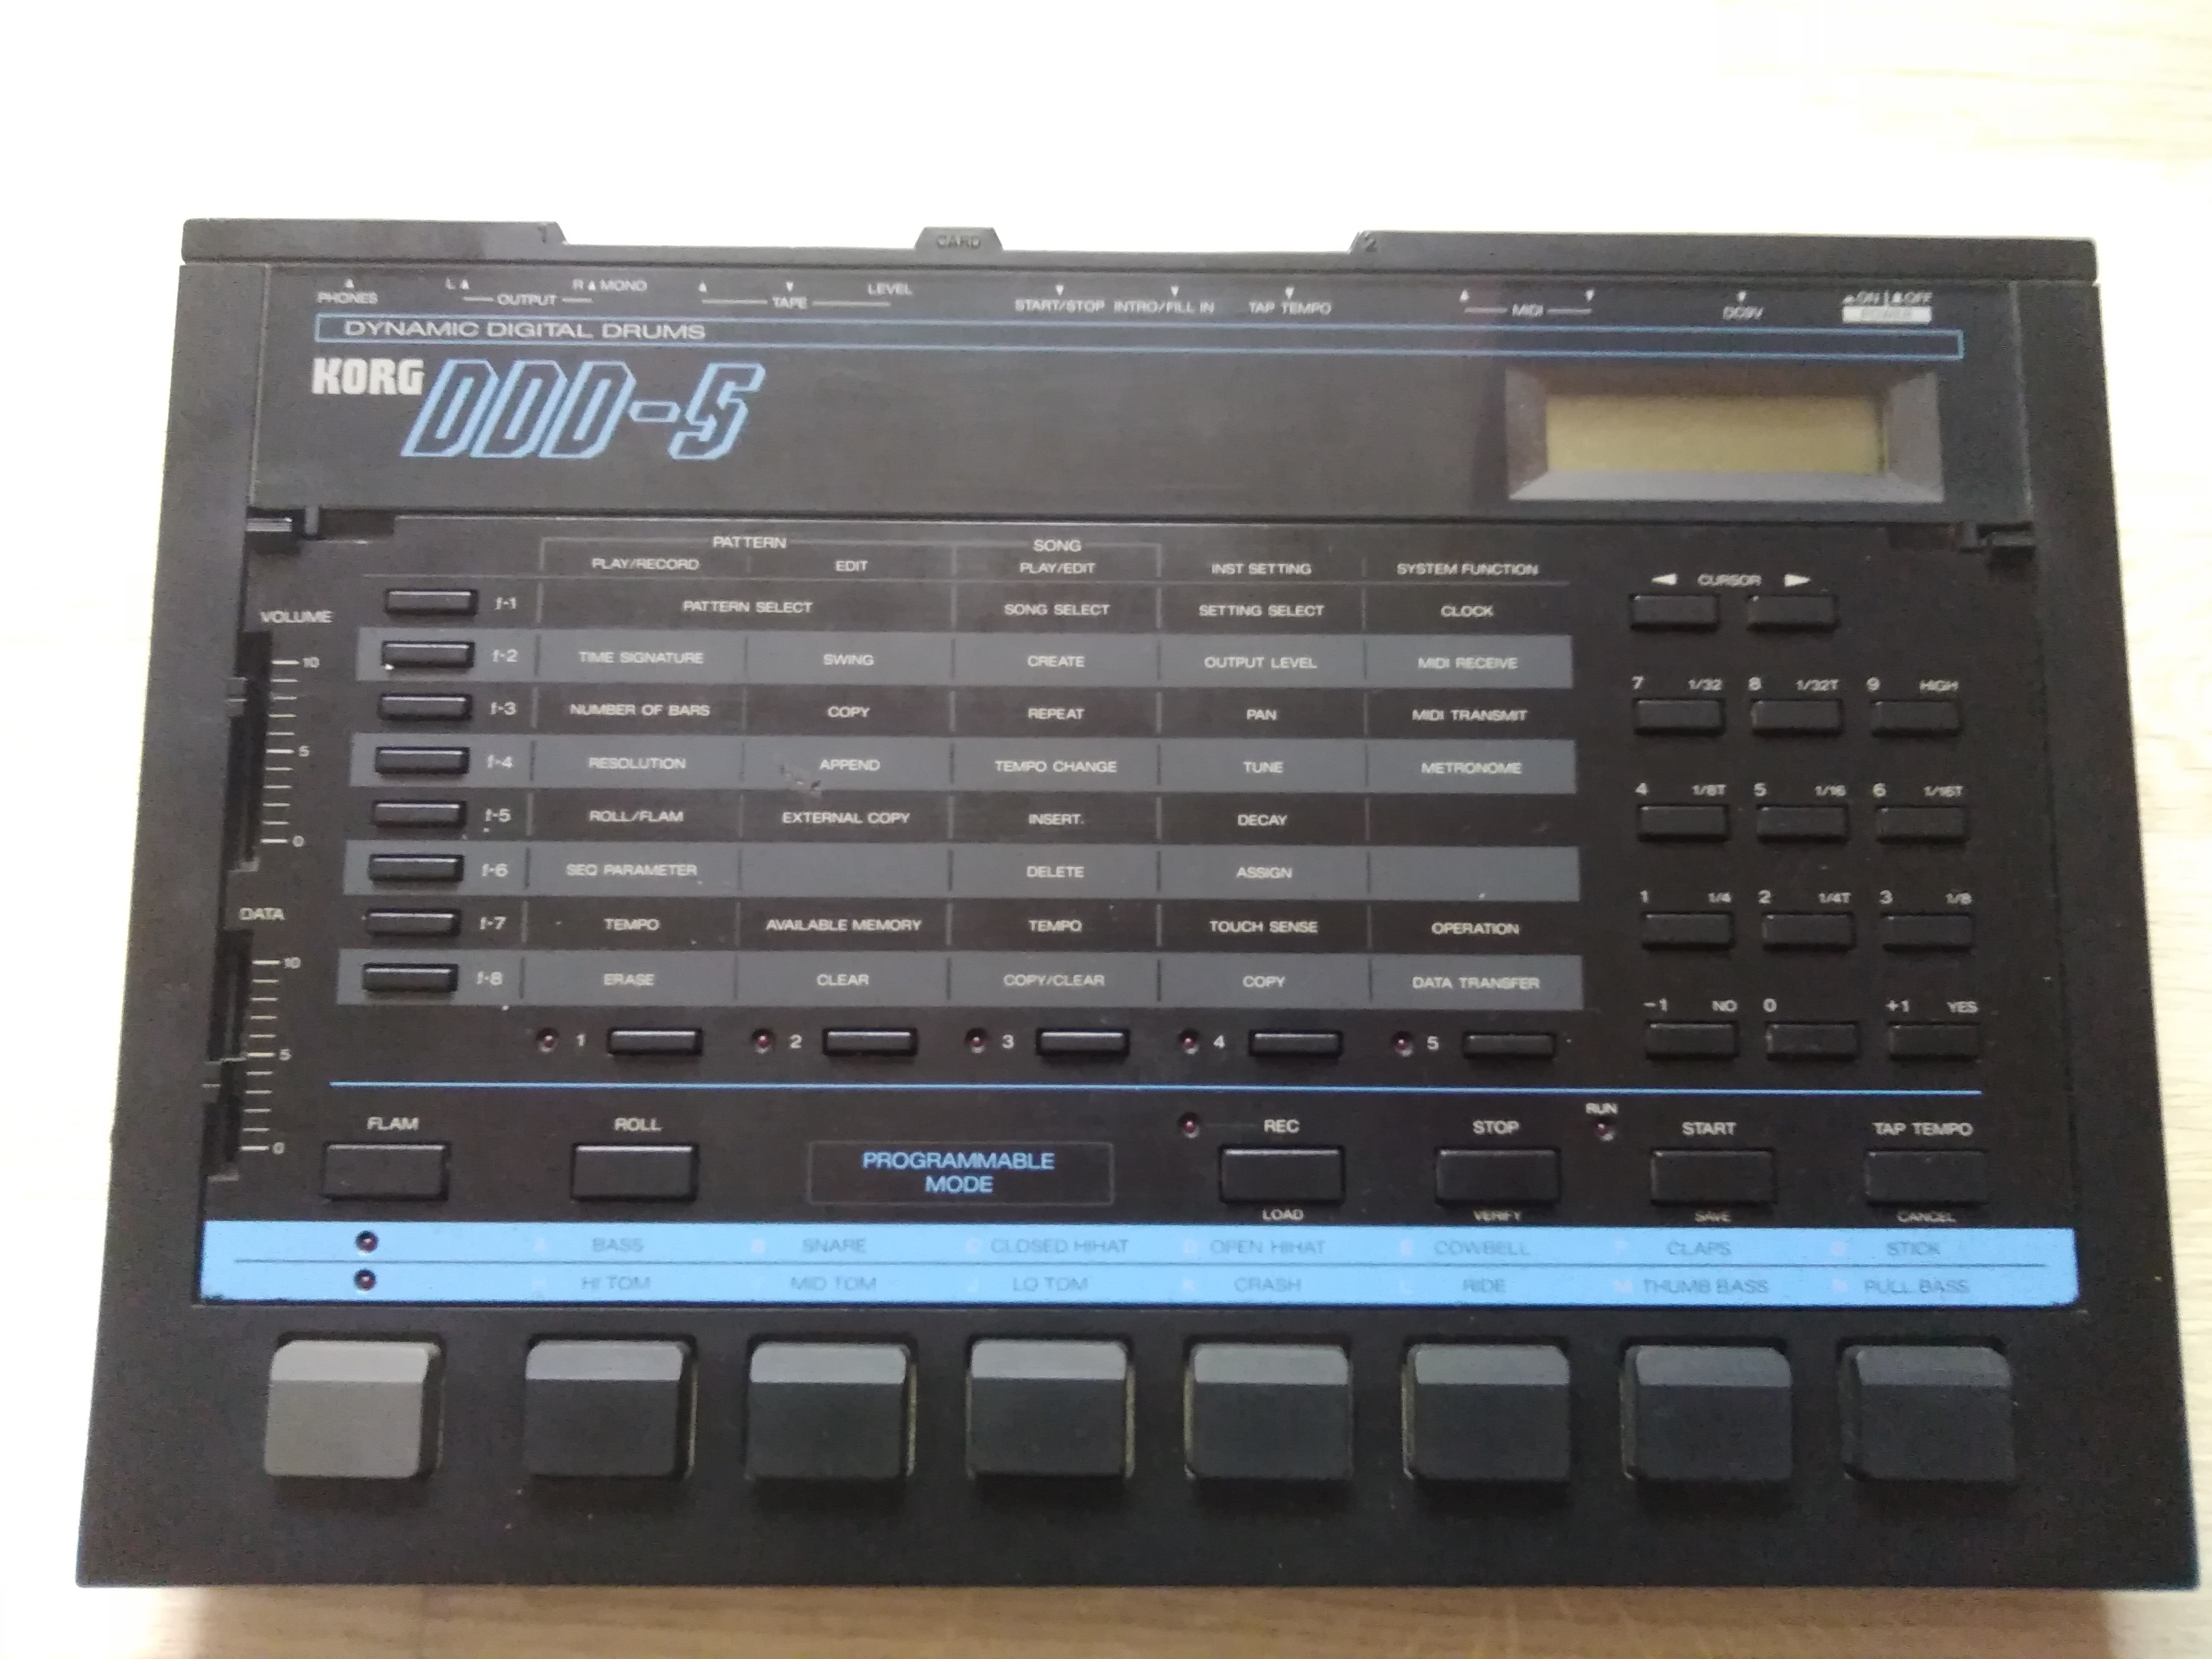 1 CARD 2
PHONES L OUTPUT R MONO TAPE LEVEL START/STOP INTRO/FILL IN TAP TEMPO MIDI DC9V ON OFF
POWER
DYNAMIC DIGITAL DRUMS
KORG DDD-5
PATTERN SONG
PLAY/RECORD EDIT PLAY/EDIT INST SETTING SYSTEM FUNCTION CURSOR
f-1 PATTERN SELECT SONG SELECT SETTING SELECT CLOCK
VOLUME
f-2 TIME SIGNATURE SWING CREATE OUTPUT LEVEL MIDI RECEIVE
10
7 1/32 8 1/32T 9 HIGH
f-3 NUMBER OF BARS COPY REPEAT PAN MIDI TRANSMIT
5
f-4 RESOLUTION APPEND TEMPO CHANGE TUNE METRONOME
4 1/8T 5 1/16 6 1/16T
f-5 ROLL/FLAM EXTERNAL COPY INSERT DECAY
0
f-6 SEQ PARAMETER DELETE ASSIGN
1 1/4 2 1/4T 3 1/8
DATA
f-7 TEMPO AVAILABLE MEMORY TEMPO TOUCH SENSE OPERATION
10
f-8 ERASE CLEAR COPY/CLEAR COPY DATA TRANSFER
-1 NO 0 +1 YES
1 2 3 4 5
5
RUN
FLAM ROLL REC STOP START TAP TEMPO
0
PROGRAMMABLE
MODE
LOAD VERIFY SAVE CANCEL
BASS SNARE CLOSED HIHAT OPEN HIHAT COWBELL CLAPS STICK
HI TOM MID TOM LO TOM CRASH RIDE THUMB BASS PULL BASS